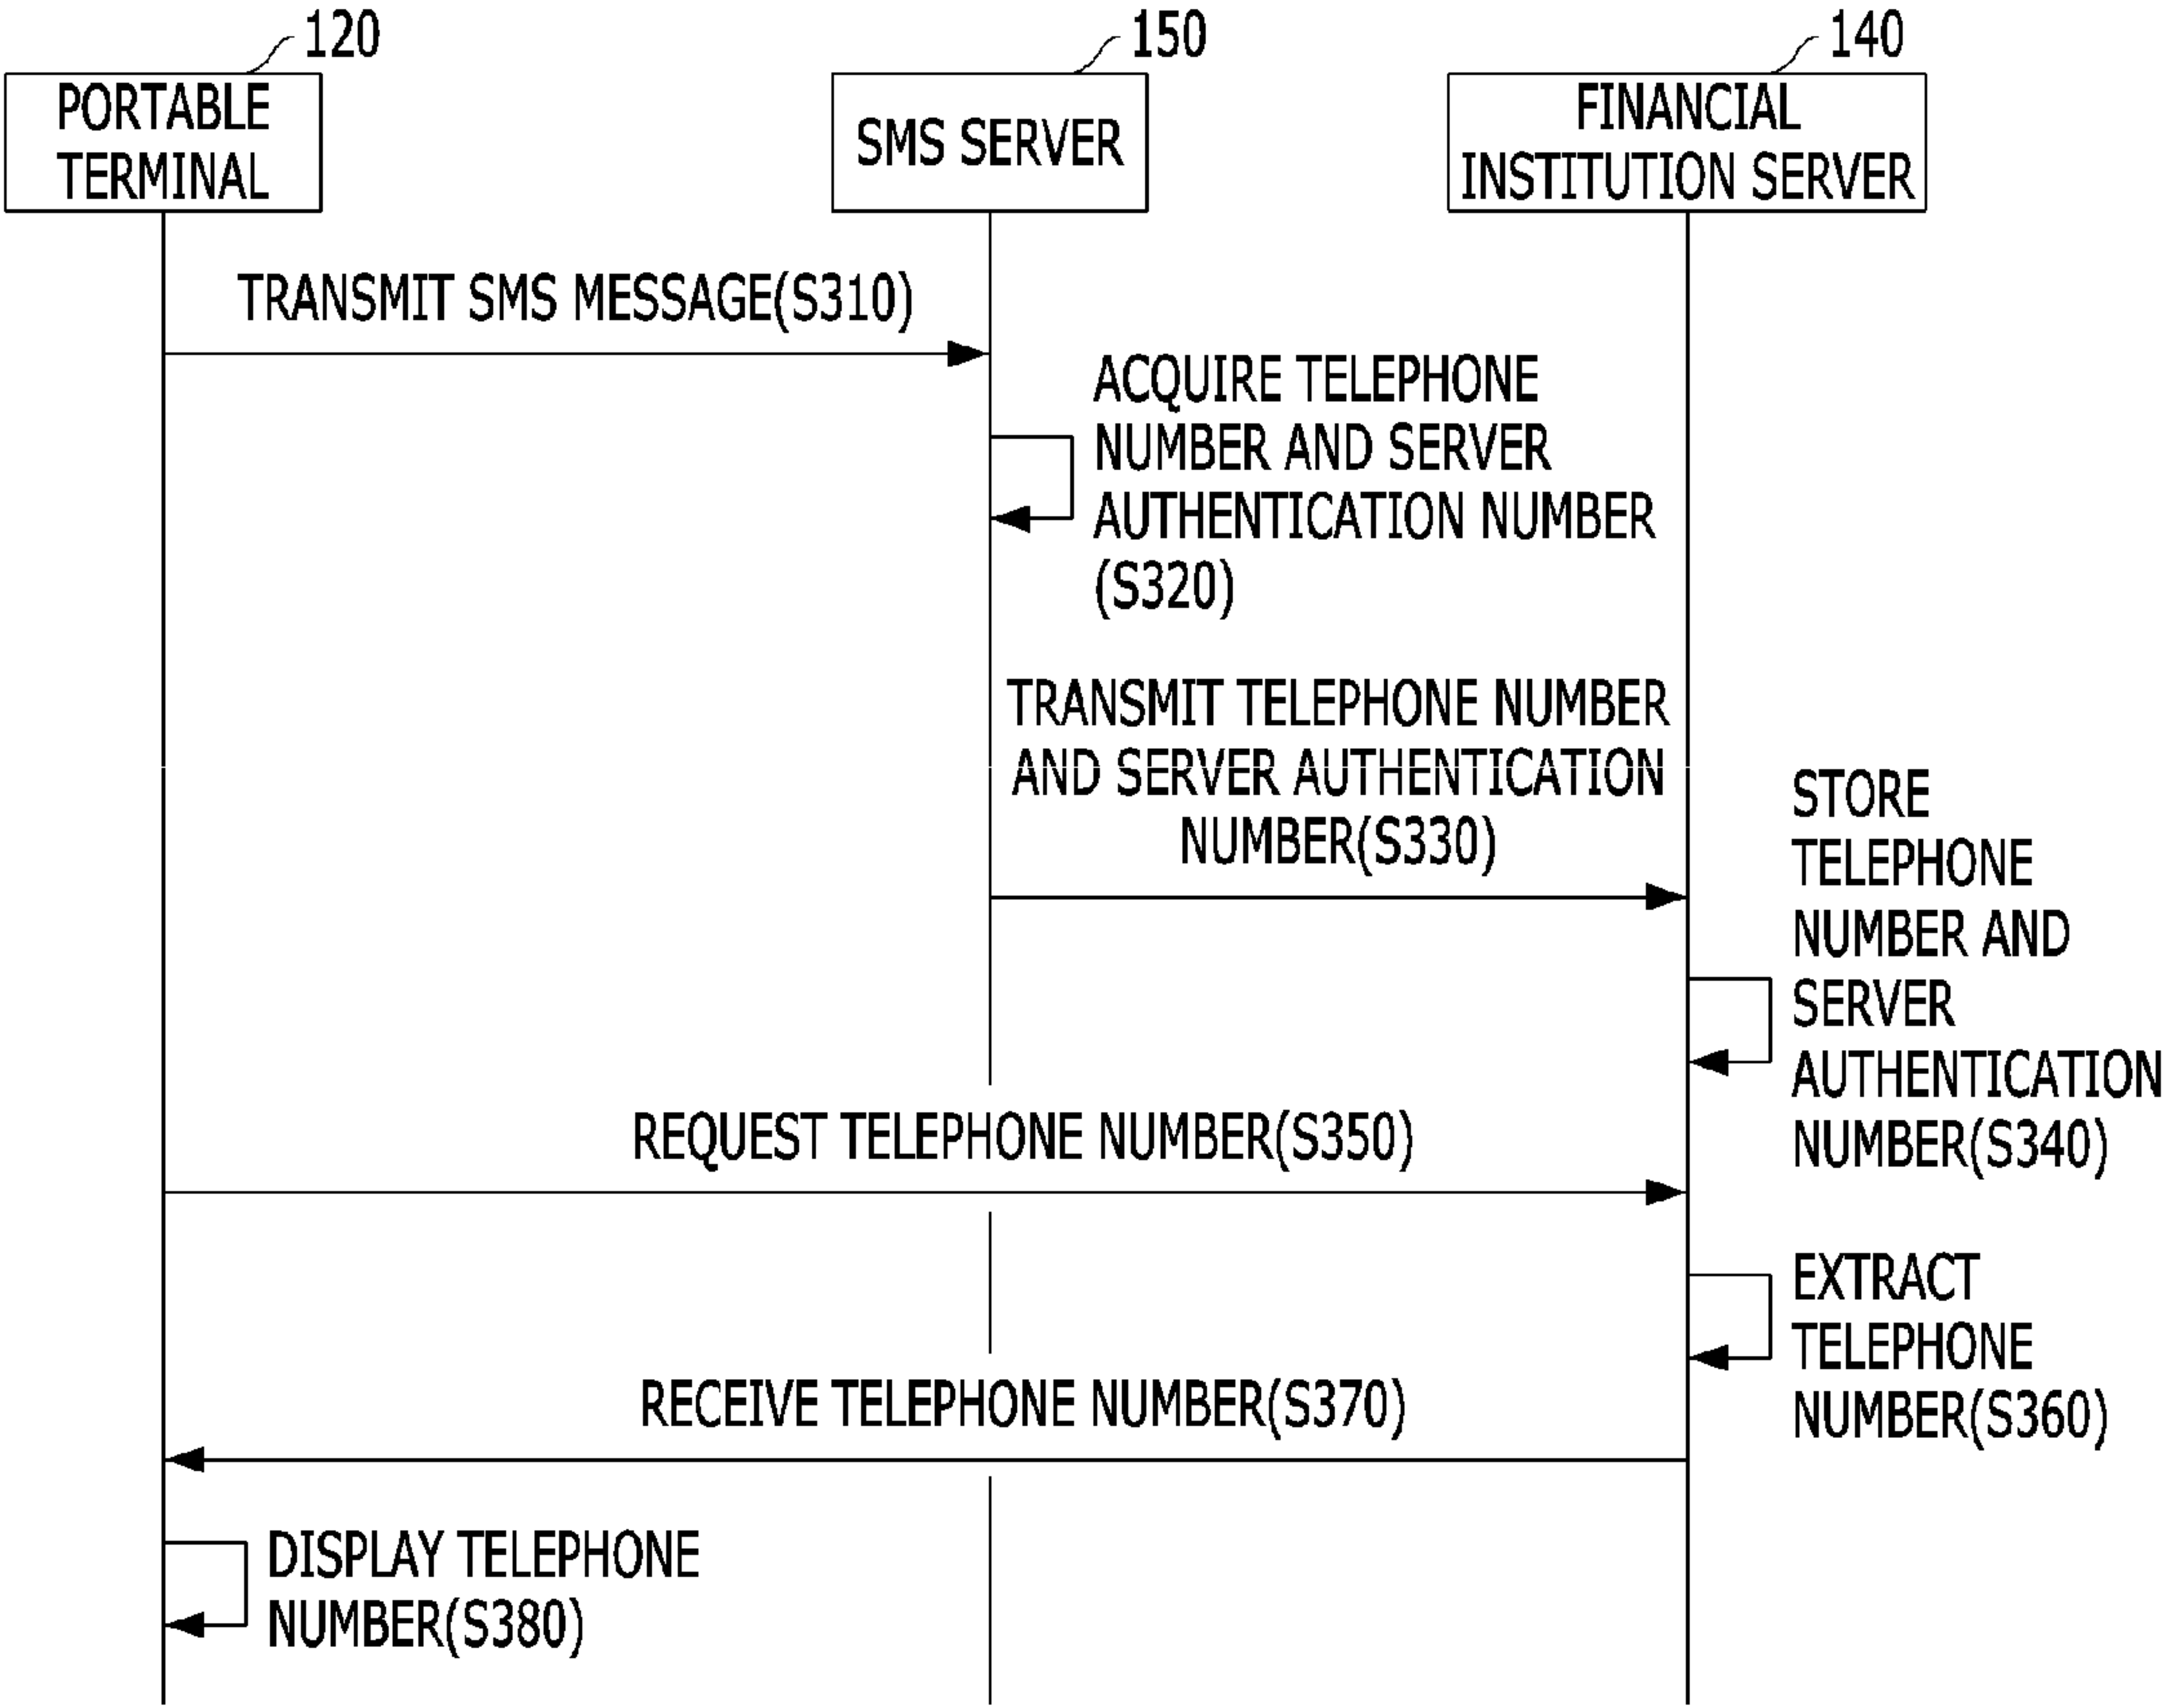 120
150
140
PORTABLE
TERMINAL
SMS SERVER
FINANCIAL
INSTITUTION SERVER
TRANSMIT SMS MESSAGE(S310)
ACQUIRE TELEPHONE
NUMBER AND SERVER
AUTHENTICATION NUMBER
(S320)
TRANSMIT TELEPHONE NUMBER
AND SERVER AUTHENTICATION
NUMBER(S330)
STORE
TELEPHONE
NUMBER AND
SERVER
AUTHENTICATION
NUMBER(S340)
REQUEST TELEPHONE NUMBER(S350)
EXTRACT
TELEPHONE
NUMBER(S360)
RECEIVE TELEPHONE NUMBER(S370)
DISPLAY TELEPHONE
NUMBER(S380)